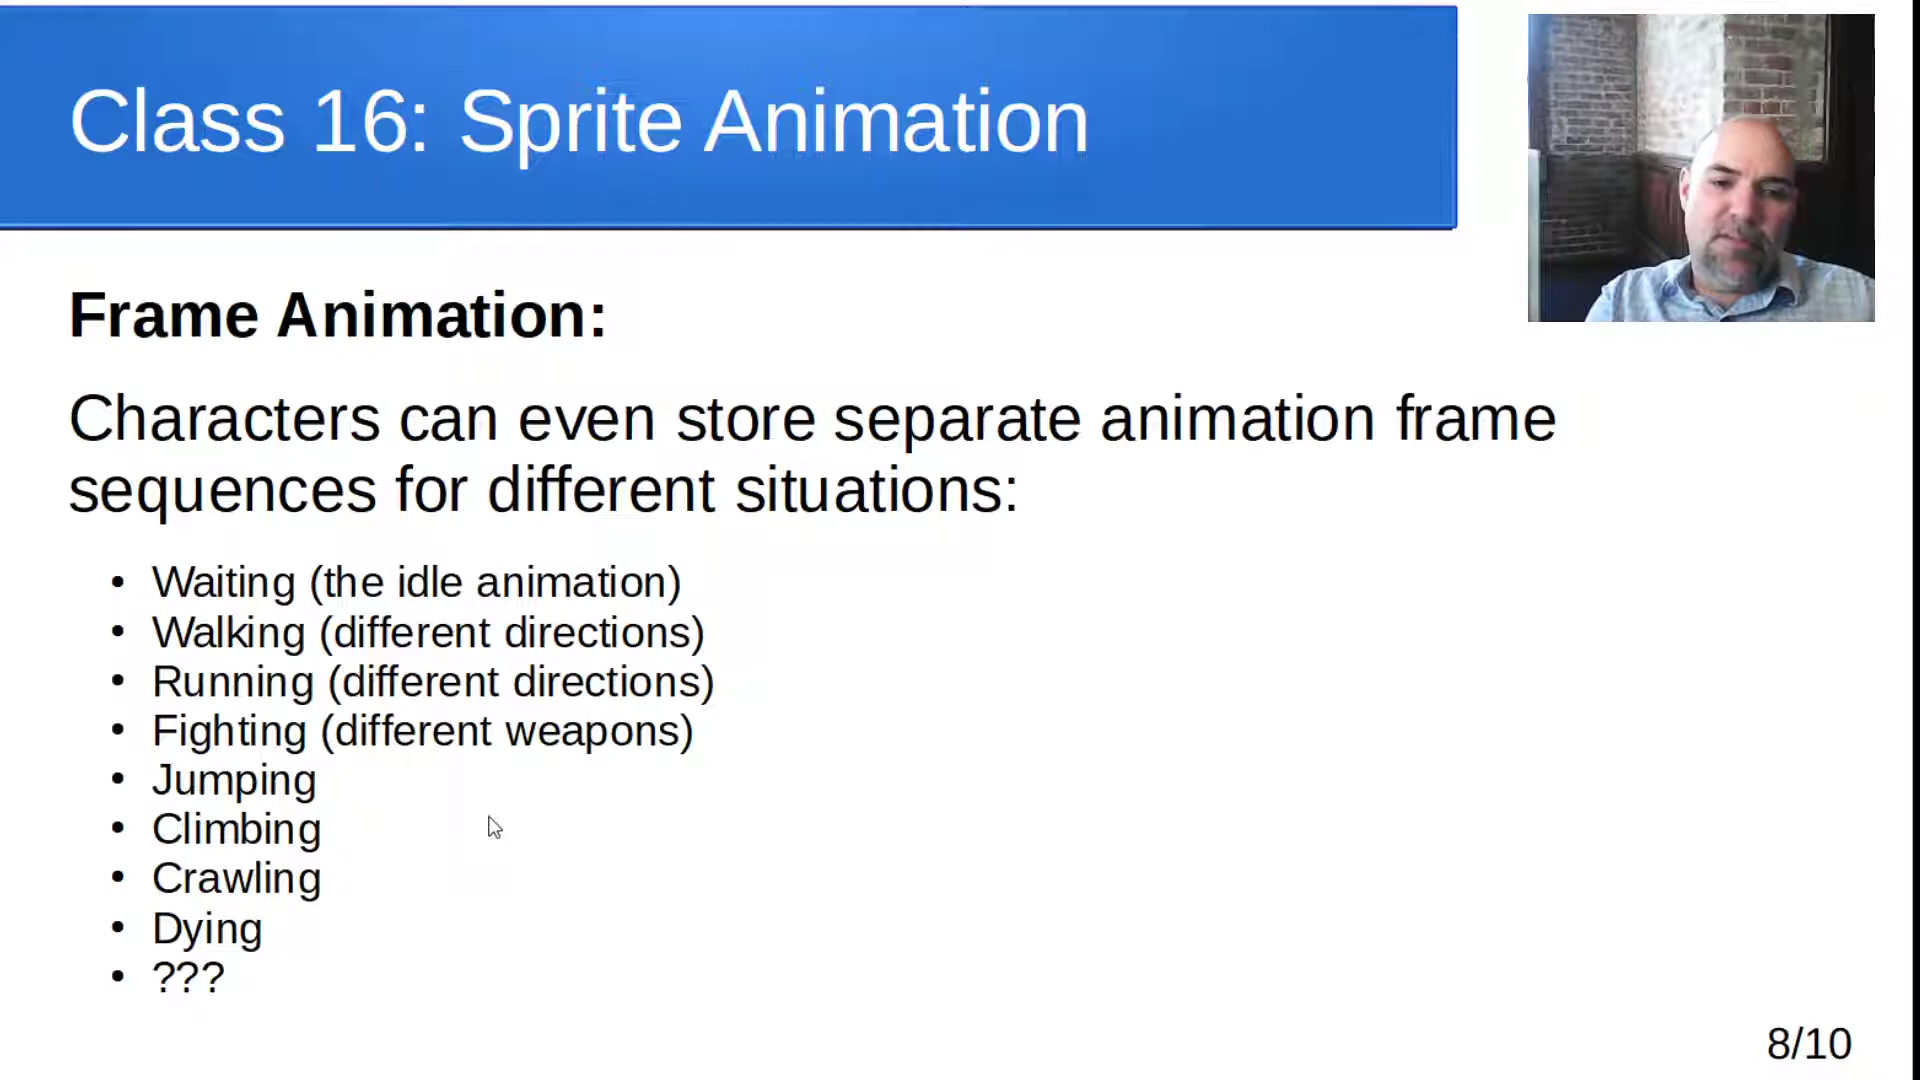 Class 16: Sprite Animation
Frame Animation:
Characters can even store separate animation frame
sequences for different situations:
• Waiting (the idle animation)
• Walking (different directions)
• Running (different directions)
• Fighting (different weapons)
• Jumping
• Climbing
• Crawling
• Dying
• ???
8/10